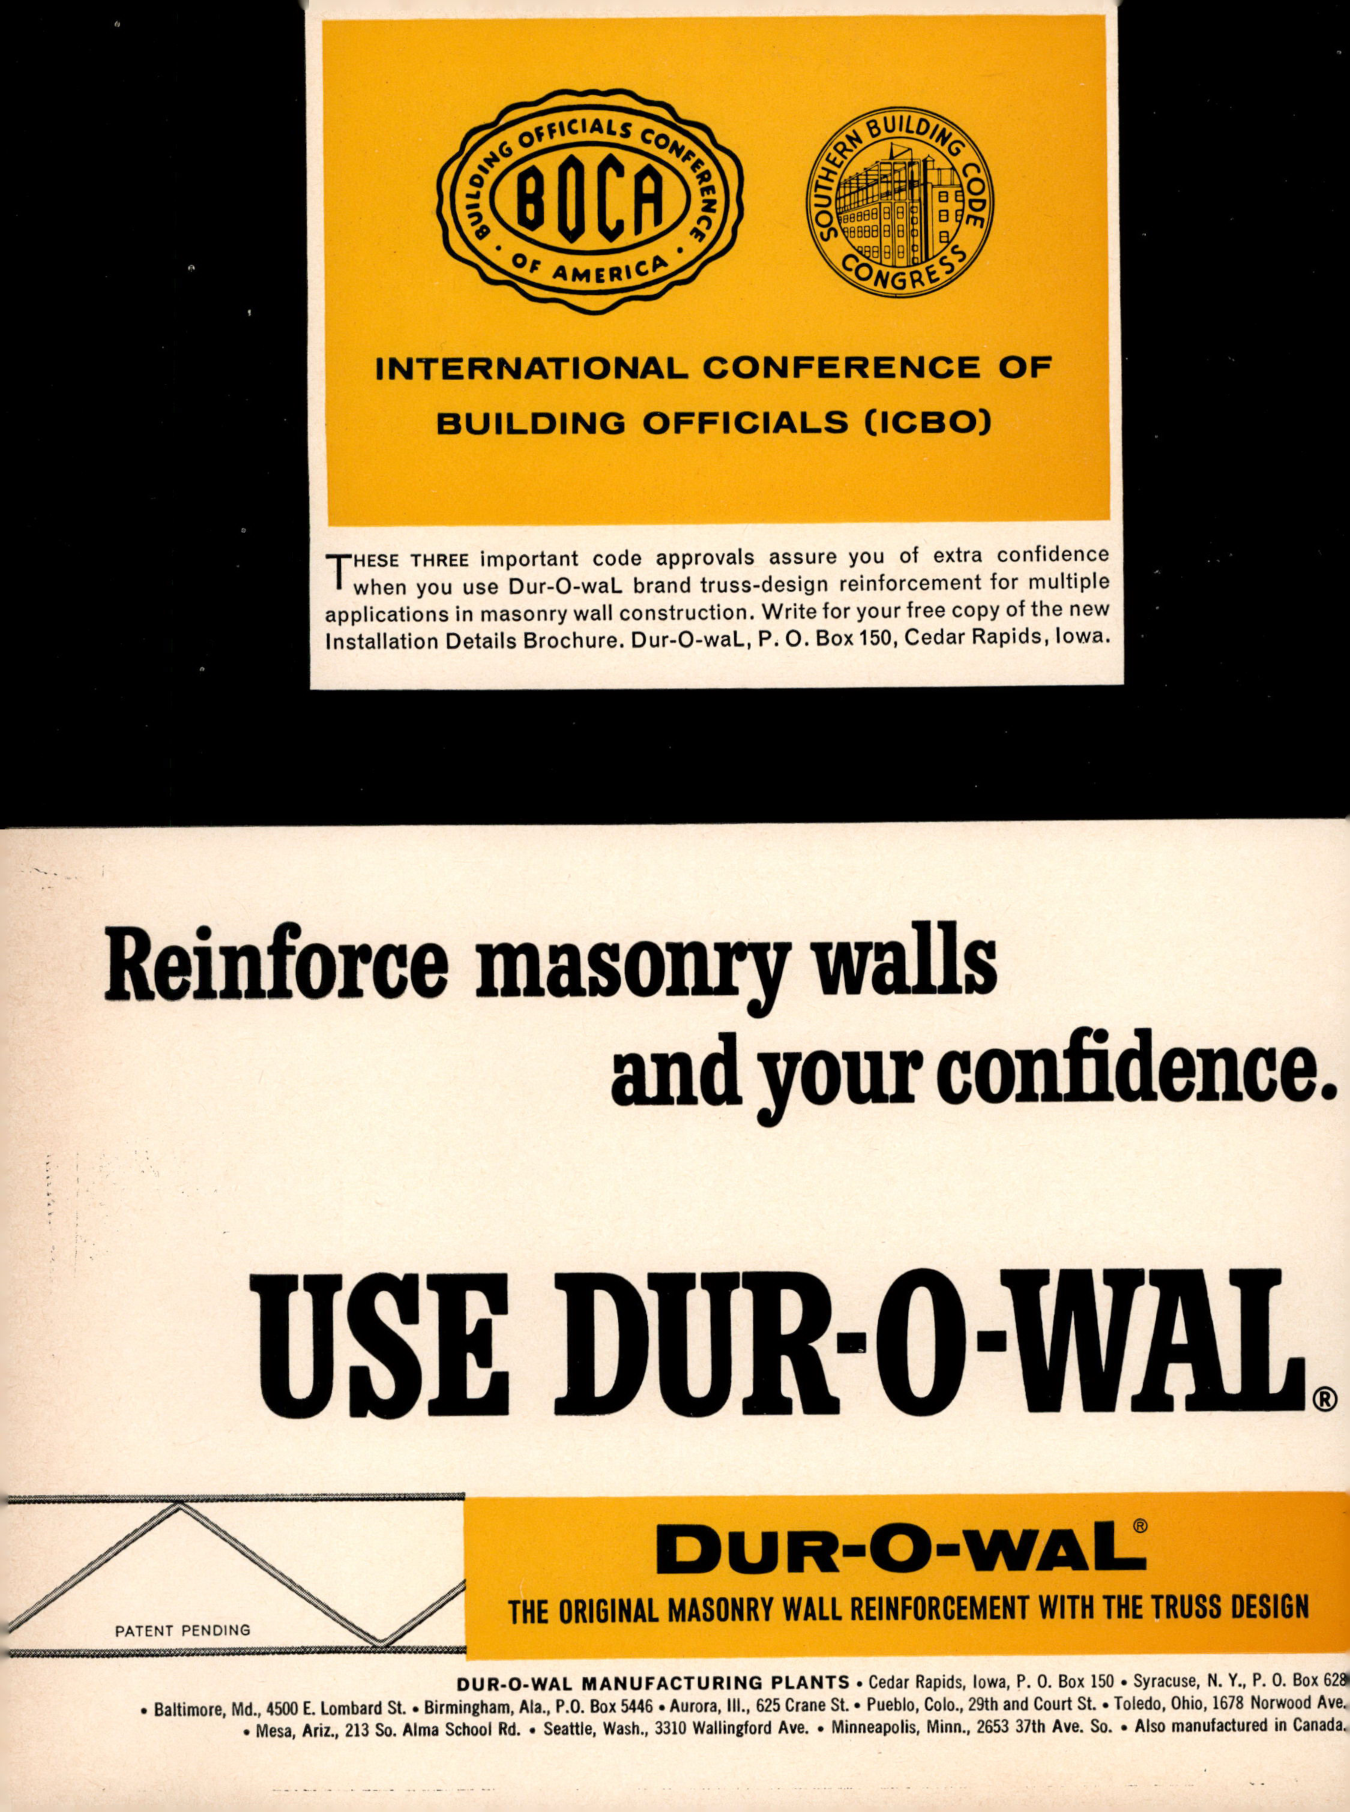 BUILDING OFFICIALS CONFERENCE
BOCA
• OF AMERICA •
SOUTHERN BUILDING CODE
CONGRESS
INTERNATIONAL CONFERENCE OF
BUILDING OFFICIALS (ICBO)
THESE THREE important code approvals assure you of extra confidence
when you use Dur-O-waL brand truss-design reinforcement for multiple
applications in masonry wall construction. Write for your free copy of the new
Installation Details Brochure. Dur-O-waL, P. O. Box 150, Cedar Rapids, Iowa.
Reinforce masonry walls
and your confidence.
USE DUR-O-WAL®
PATENT PENDING
DUR-O-WAL®
THE ORIGINAL MASONRY WALL REINFORCEMENT WITH THE TRUSS DESIGN
DUR-O-WAL MANUFACTURING PLANTS • Cedar Rapids, Iowa, P. O. Box 150 • Syracuse, N. Y., P. O. Box 628
• Baltimore, Md., 4500 E. Lombard St. • Birmingham, Ala., P.O. Box 5446 • Aurora, Ill., 625 Crane St. • Pueblo, Colo., 29th and Court St. • Toledo, Ohio, 1678 Norwood Ave.
• Mesa, Ariz., 213 So. Alma School Rd. • Seattle, Wash., 3310 Wallingford Ave. • Minneapolis, Minn., 2653 37th Ave. So. • Also manufactured in Canada.